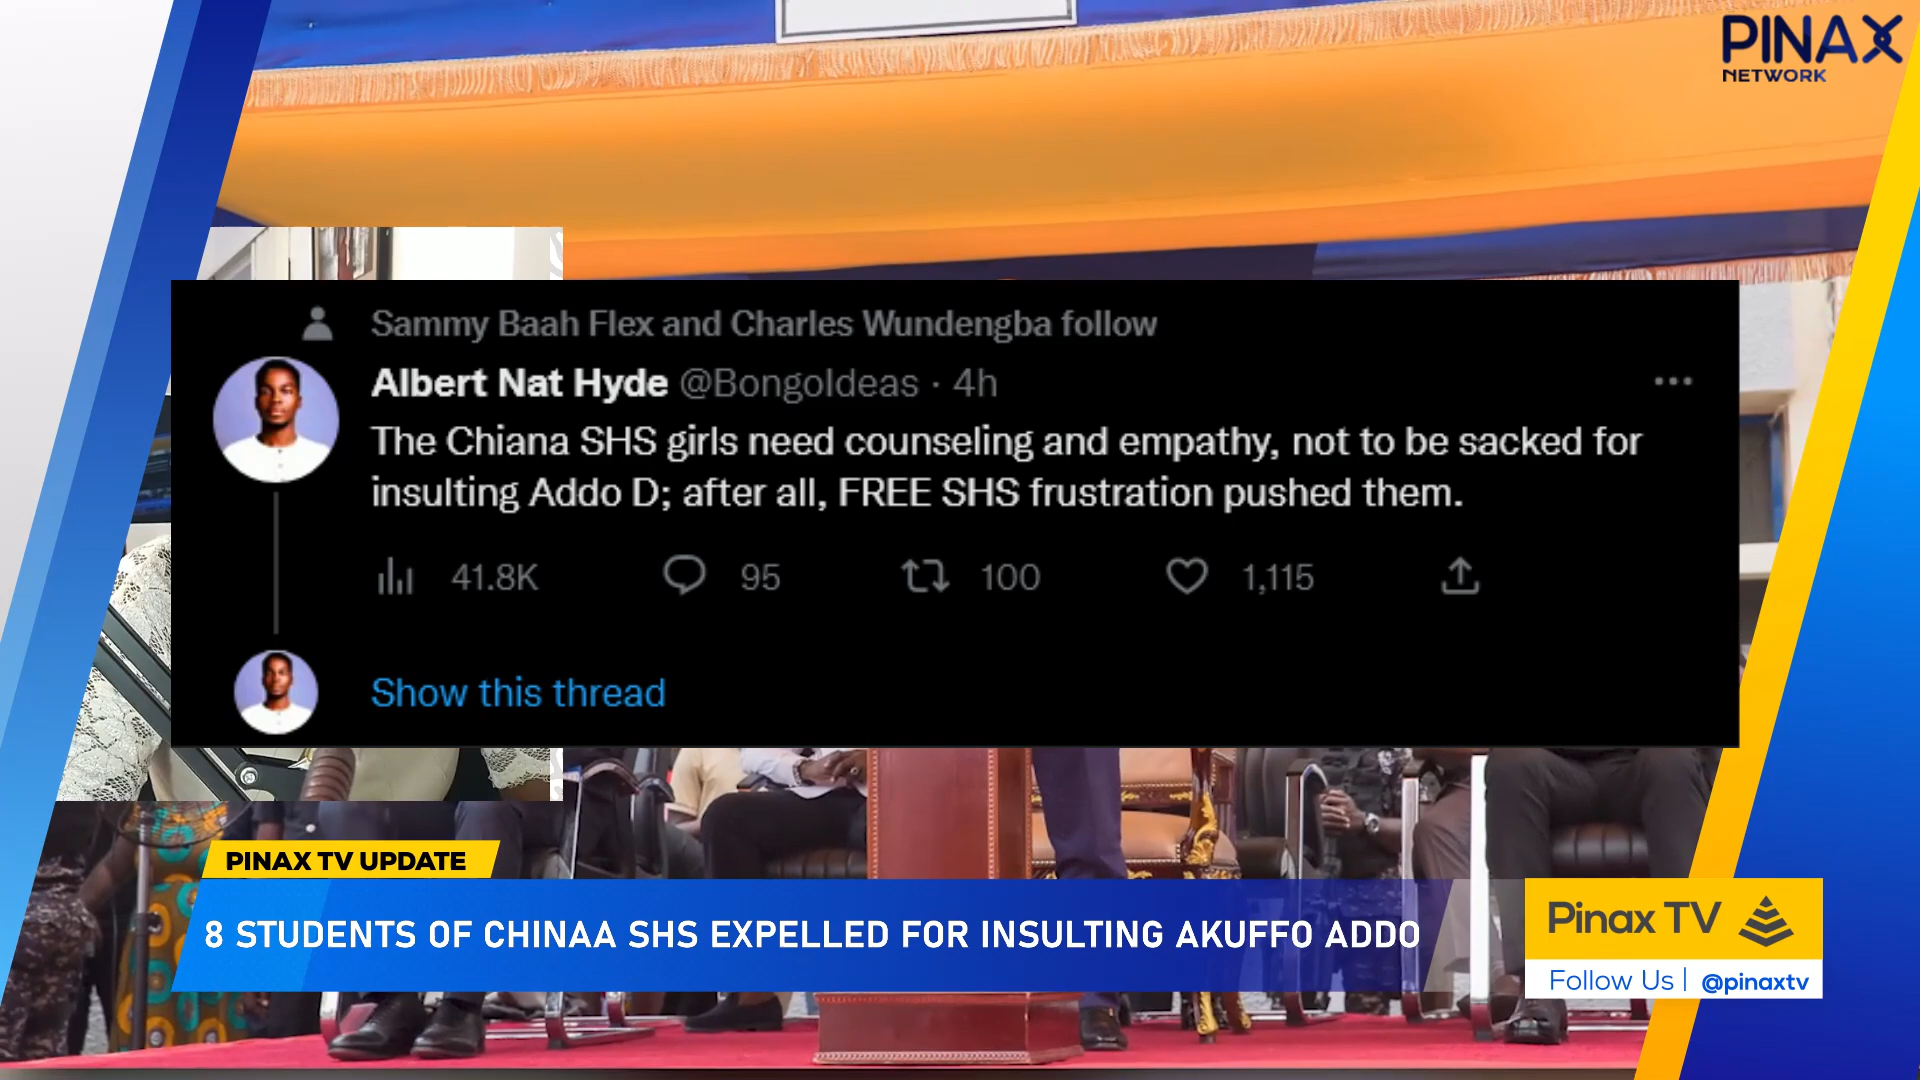 PINAX
NETWORK
Sammy Baah Flex and Charles Wundengba follow
Albert Nat Hyde @BongoIdeas · 4h
The Chiana SHS girls need counseling and empathy, not to be sacked for
insulting Addo D; after all, FREE SHS frustration pushed them.
41.8K 95 100 1,115
Show this thread
PINAX TV UPDATE
8 STUDENTS OF CHINAA SHS EXPELLED FOR INSULTING AKUFFO ADDO
Pinax TV
Follow Us | @pinaxtv